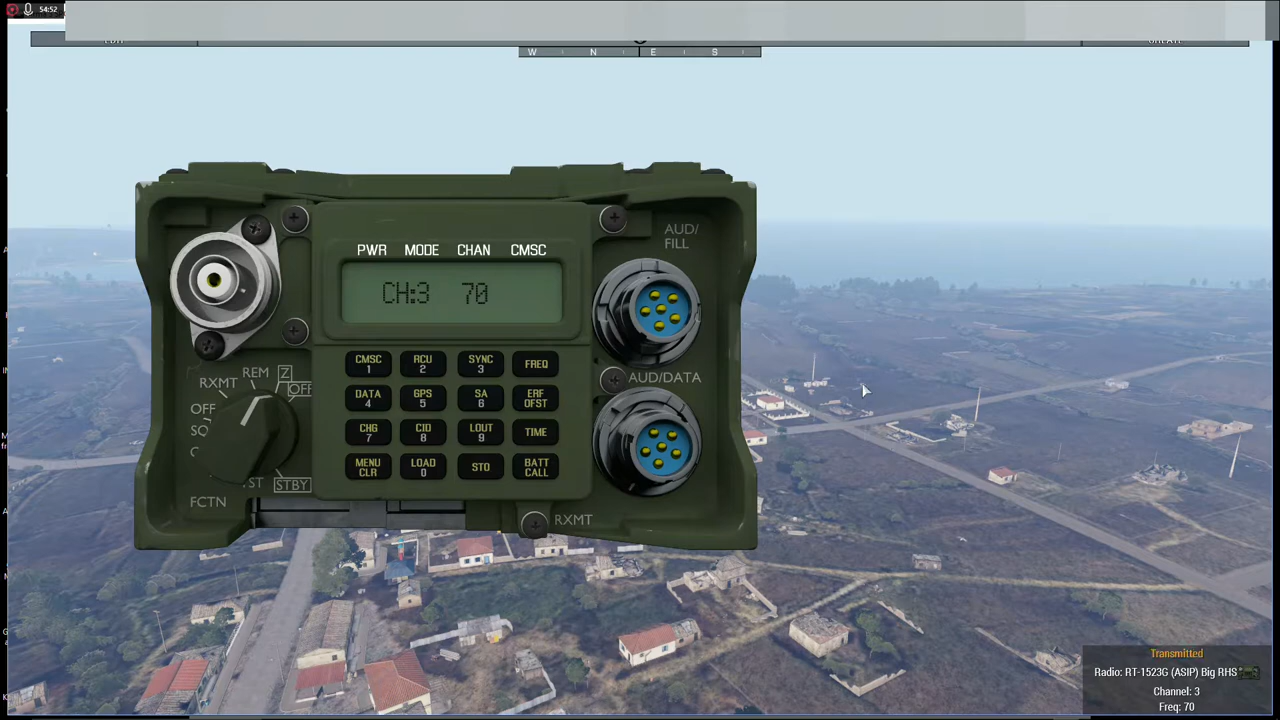 54:52
W N E S
AUD/
FILL
PWR MODE CHAN CMSC
CH:3 70
CMSC
1
RCU
2
SYNC
3
FREQ
DATA
4
GPS
5
SA
6
ERF
OFST
CHG
7
CID
8
LOUT
9
TIME
MENU
CLR
LOAD
0
STO
BATT
CALL
AUD/DATA
REM
Z
RXMT
OFF
OFF
ST
STBY
FCTN
RXMT
Transmitted
Radio: RT-1523G (ASIP) Big RHS
Channel: 3
Freq: 70